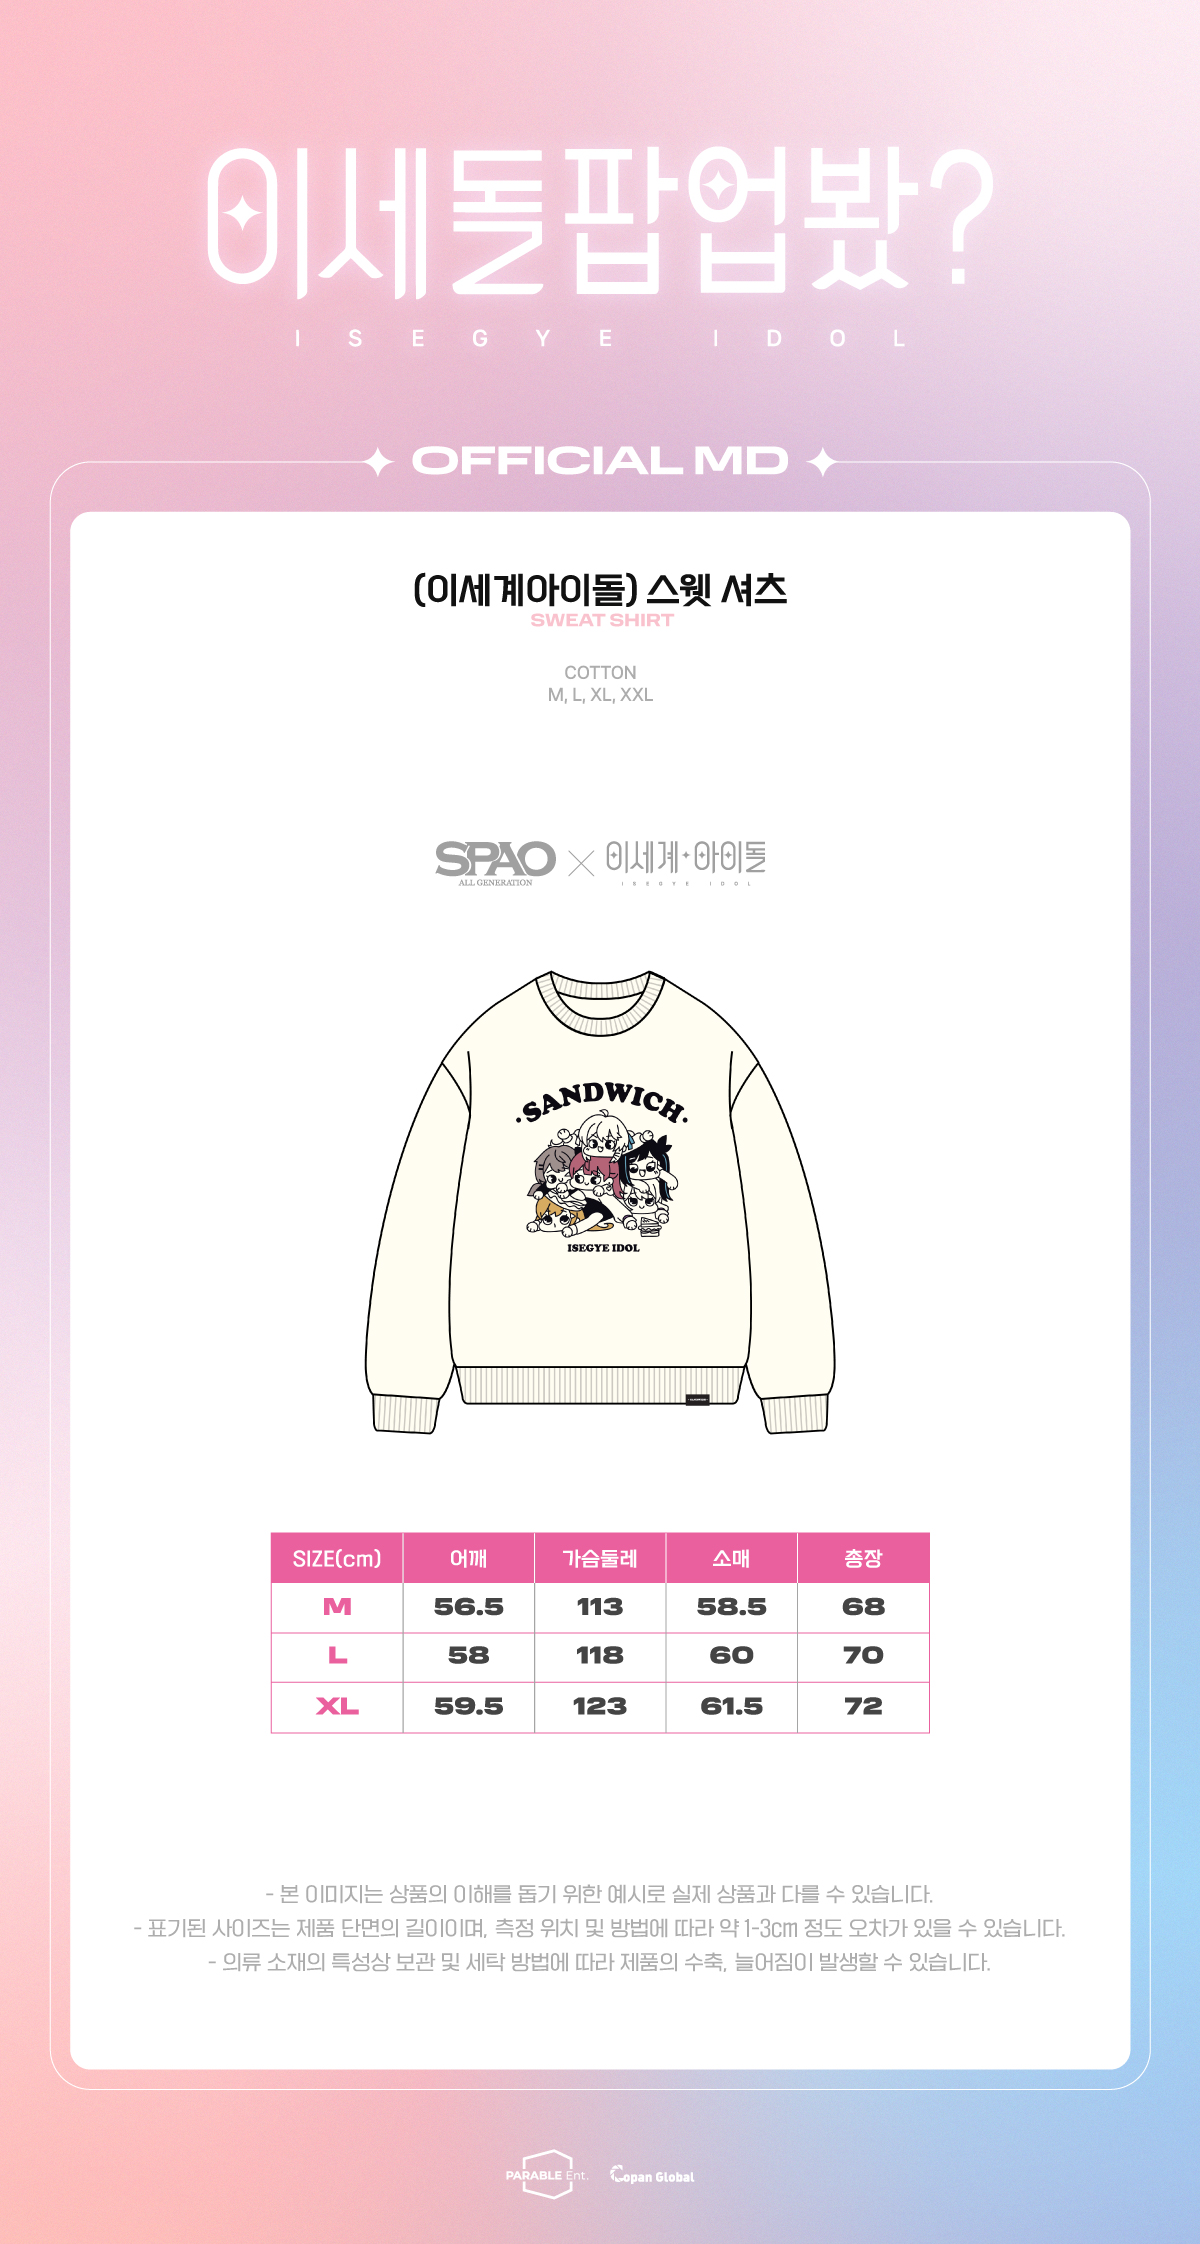 이세돌팝업봤?
ISEGYE IDOL
OFFICIAL MD
(이세계아이돌) 스웻 셔츠
SWEAT SHIRT
COTTON
M, L, XL, XXL
SPAO
ALL GENERATION
이세계아이돌
ISEGYE IDOL
·SANDWICH·
ISEGYE IDOL
SIZE(cm) 어깨 가슴둘레 소매 총장
M 56.5 113 58.5 68
L 58 118 60 70
XL 59.5 123 61.5 72
- 본 이미지는 상품의 이해를 돕기 위한 예시로 실제 상품과 다를 수 있습니다.
- 표기된 사이즈는 제품 단면의 길이이며, 측정 위치 및 방법에 따라 약 1-3cm 정도 오차가 있을 수 있습니다.
- 의류 소재의 특성상 보관 및 세탁 방법에 따라 제품의 수축, 늘어짐이 발생할 수 있습니다.
PARABLE Ent.
Copan Global